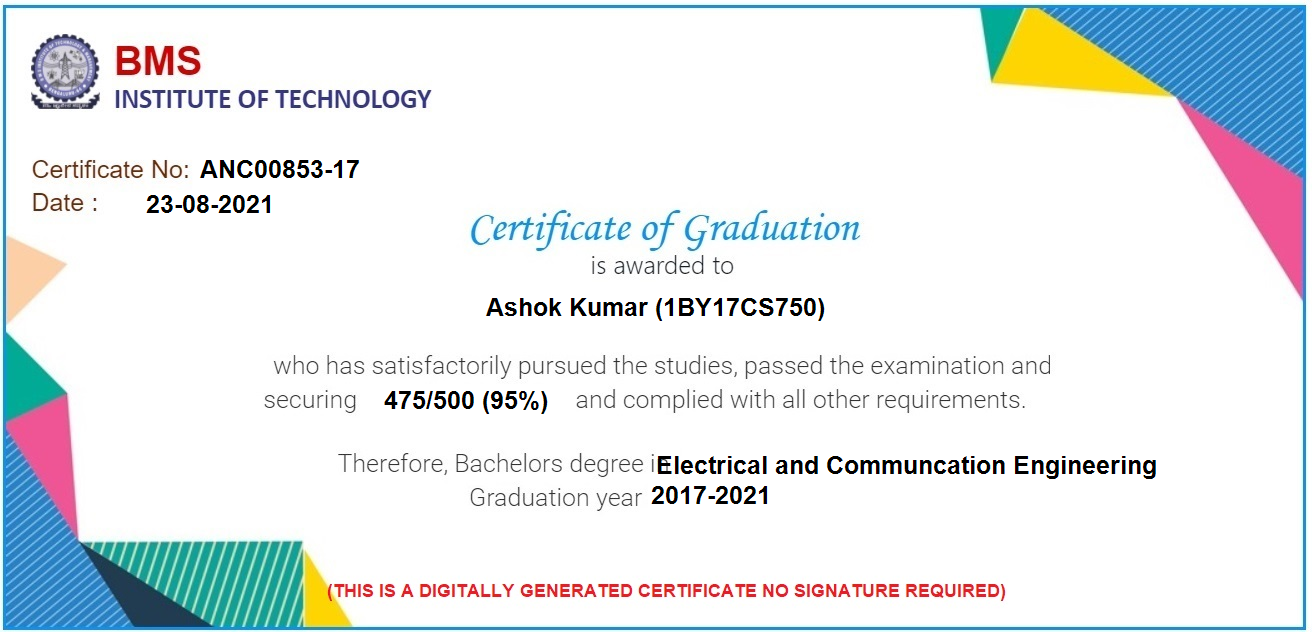 BMS
INSTITUTE OF TECHNOLOGY
Certificate No: ANC00853-17
Date : 23-08-2021
Certificate of Graduation
is awarded to
Ashok Kumar (1BY17CS750)
who has satisfactorily pursued the studies, passed the examination and
securing 475/500 (95%) and complied with all other requirements.
Therefore, Bachelors degree in Electrical and Communcation Engineering
Graduation year 2017-2021
(THIS IS A DIGITALLY GENERATED CERTIFICATE NO SIGNATURE REQUIRED)